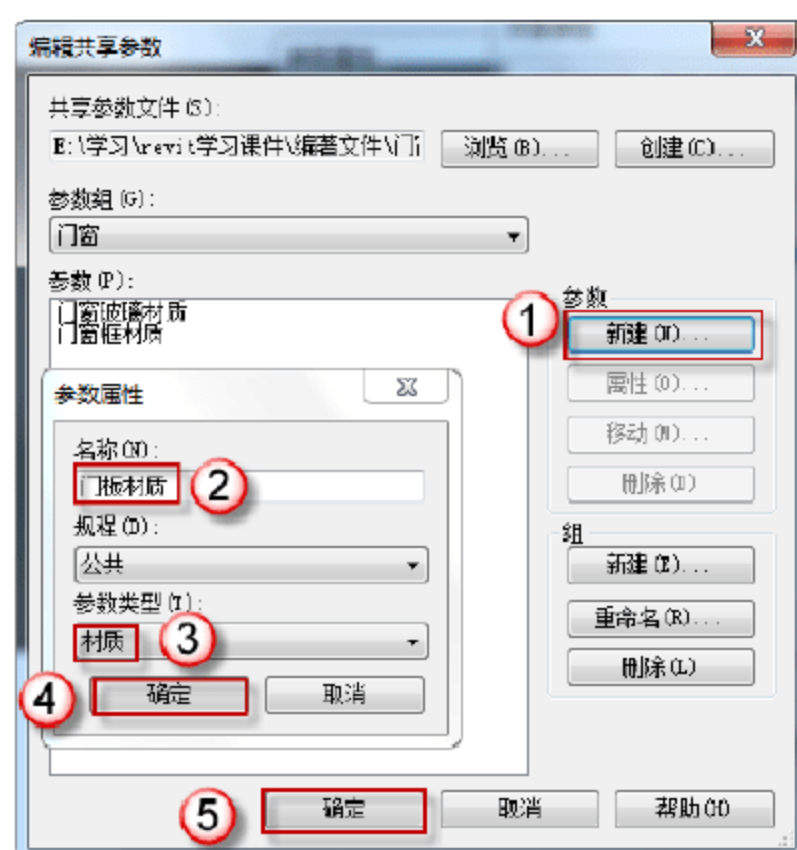 编辑共享参数
共享参数文件(S):
E:\学习\revit学习课件\编著文件\门
浏览(B)...
创建(C)...
参数组(G):
门窗
参数(P):
门窗玻璃材质
门窗框材质
参数
1
新建(N)...
属性(O)...
移动(M)...
删除(D)
参数属性
名称(N):
门板材质
2
规程(D):
公共
参数类型(T):
材质
3
4
确定
取消
组
新建(E)...
重命名(R)...
删除(L)
5
确定
取消
帮助(H)